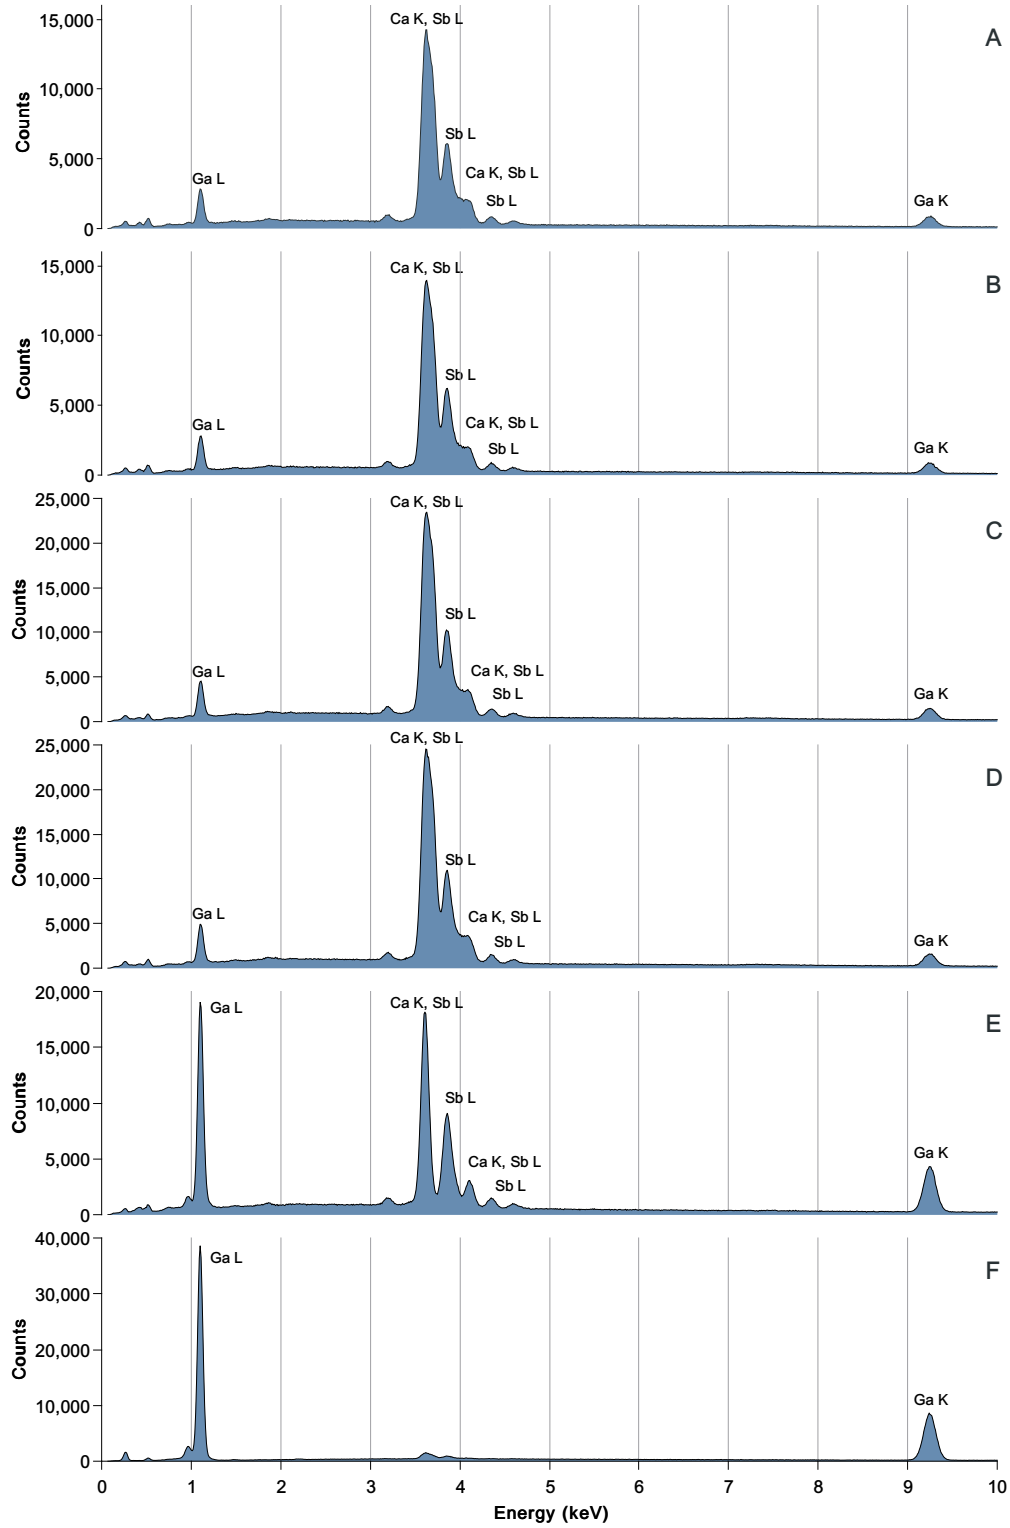 15,000
Ca K, Sb L
A
10,000
Counts
Sb L
5,000
Ca K, Sb L
Ga L
Sb L
Ga K
0
15,000
Ca K, Sb L
B
10,000
Counts
Sb L
5,000
Ca K, Sb L
Ga L
Sb L
Ga K
0
25,000
Ca K, Sb L
C
20,000
15,000
Counts
Sb L
10,000
Ca K, Sb L
Ga L
5,000
Sb L
Ga K
0
25,000
Ca K, Sb L
D
20,000
15,000
Counts
Sb L
10,000
Ca K, Sb L
Ga L
5,000
Sb L
Ga K
0
20,000
Ga L
Ca K, Sb L
E
15,000
Counts
10,000
Sb L
5,000
Ca K, Sb L
Ga K
Sb L
0
40,000
Ga L
F
30,000
Counts
20,000
10,000
Ga K
0
0 1 2 3 4 5 6 7 8 9 10
Energy (keV)